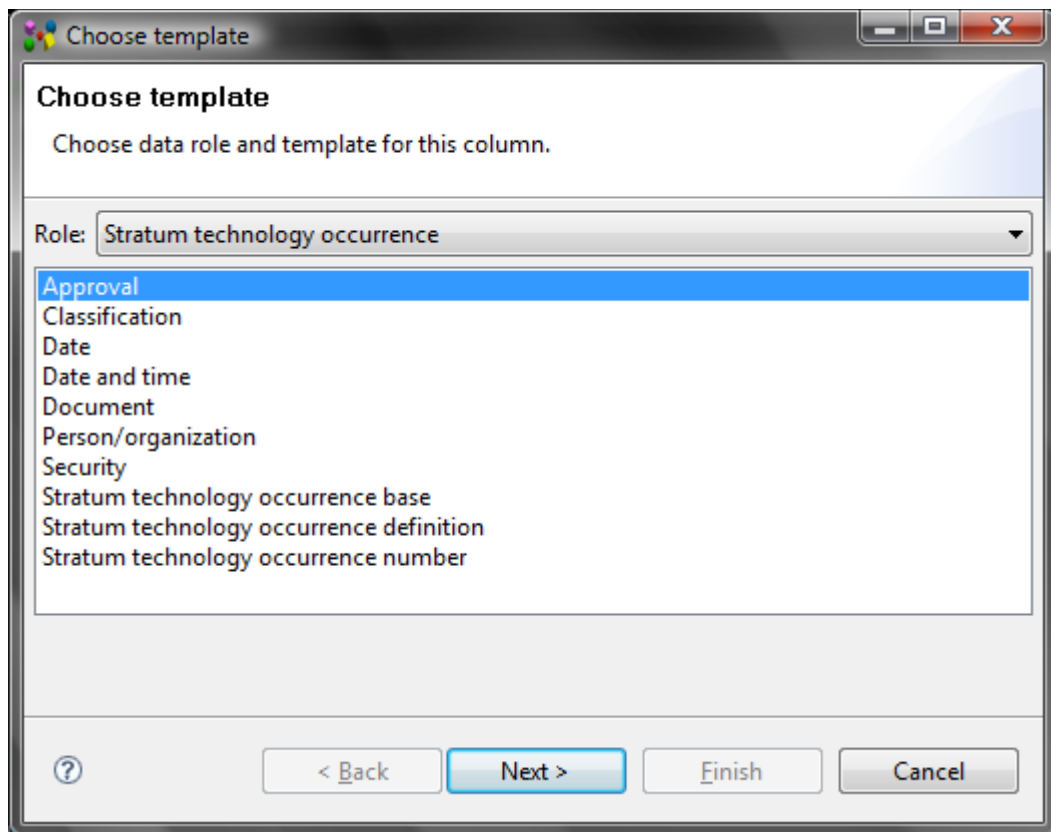 Choose template
Choose template
Choose data role and template for this column.
Role: Stratum technology occurrence
Approval
Classification
Date
Date and time
Document
Person/organization
Security
Stratum technology occurrence base
Stratum technology occurrence definition
Stratum technology occurrence number
? < Back Next > Finish Cancel